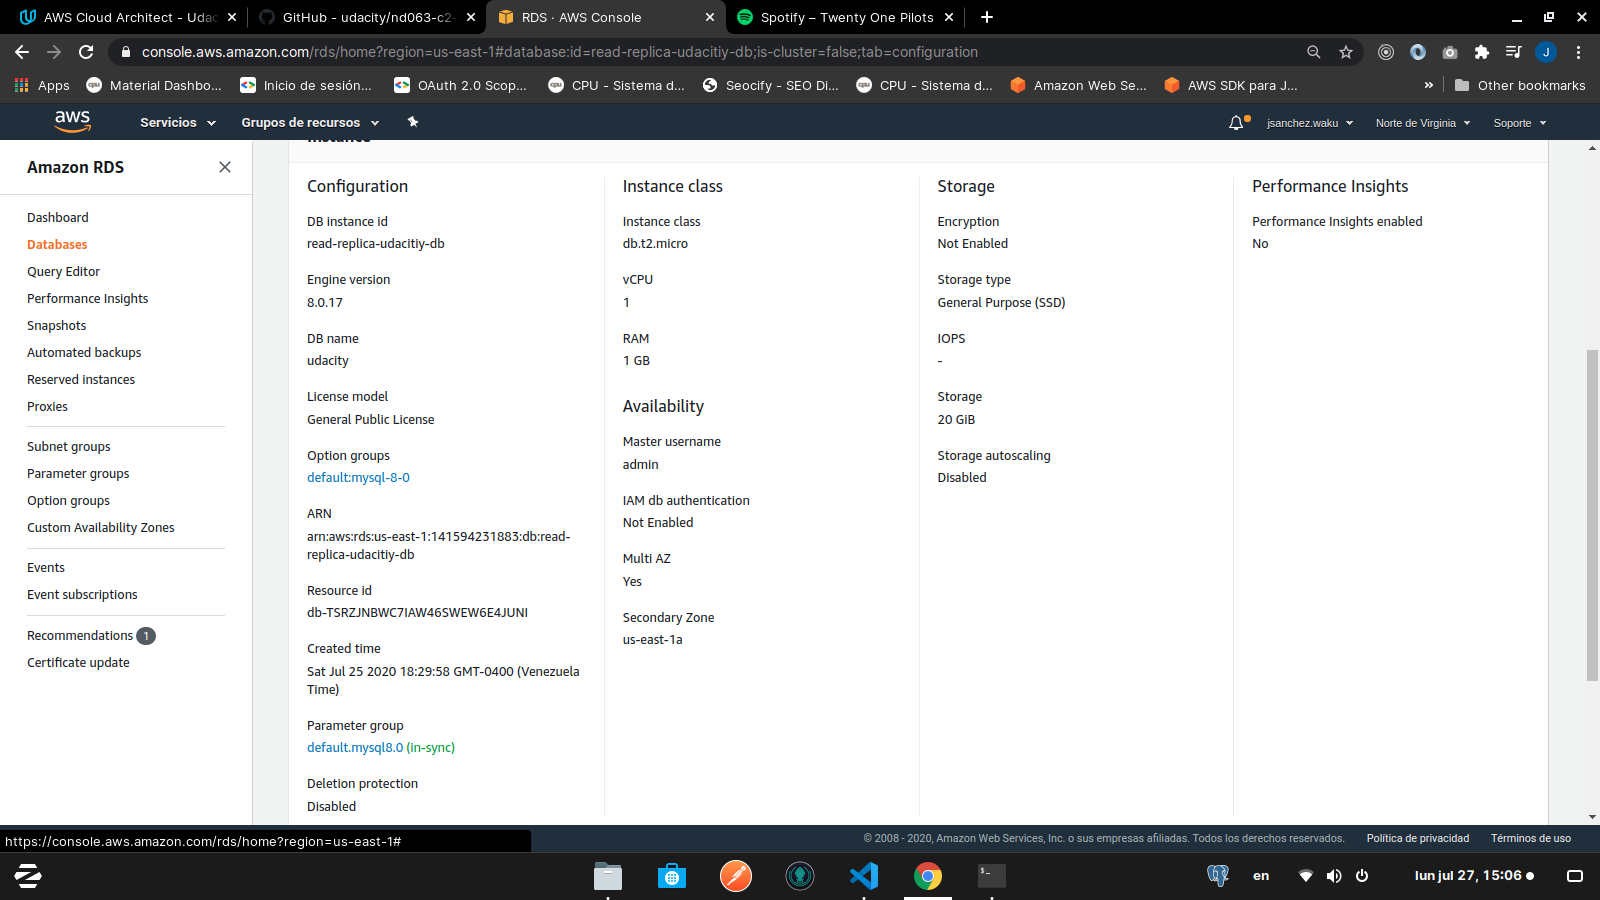 AWS Cloud Architect - Udac
GitHub - udacity/nd063-c2-
RDS · AWS Console
Spotify – Twenty One Pilots
console.aws.amazon.com/rds/home?region=us-east-1#database:id=read-replica-udacitiy-db;is-cluster=false;tab=configuration
J
Apps
Material Dashbo...
Inicio de sesión...
OAuth 2.0 Scop...
CPU - Sistema d...
Seocify - SEO Di...
CPU - Sistema d...
Amazon Web Se...
AWS SDK para J...
»
Other bookmarks
aws
Servicios
Grupos de recursos
jsanchez.waku
Norte de Virginia
Soporte
Amazon RDS
Dashboard
Databases
Query Editor
Performance Insights
Snapshots
Automated backups
Reserved instances
Proxies
Subnet groups
Parameter groups
Option groups
Custom Availability Zones
Events
Event subscriptions
Recommendations 1
Certificate update
Instance
Configuration
DB instance id
read-replica-udacitiy-db
Engine version
8.0.17
DB name
udacity
License model
General Public License
Option groups
default:mysql-8-0
ARN
arn:aws:rds:us-east-1:141594231883:db:read-
replica-udacitiy-db
Resource id
db-TSRZJNBWC7IAW46SWEW6E4JUNI
Created time
Sat Jul 25 2020 18:29:58 GMT-0400 (Venezuela
Time)
Parameter group
default.mysql8.0 (in-sync)
Deletion protection
Disabled
Instance class
Instance class
db.t2.micro
vCPU
1
RAM
1 GB
Availability
Master username
admin
IAM db authentication
Not Enabled
Multi AZ
Yes
Secondary Zone
us-east-1a
Storage
Encryption
Not Enabled
Storage type
General Purpose (SSD)
IOPS
-
Storage
20 GiB
Storage autoscaling
Disabled
Performance Insights
Performance Insights enabled
No
https://console.aws.amazon.com/rds/home?region=us-east-1#
© 2008 - 2020, Amazon Web Services, Inc. o sus empresas afiliadas. Todos los derechos reservados.
Política de privacidad
Términos de uso
en
lun jul 27, 15:06